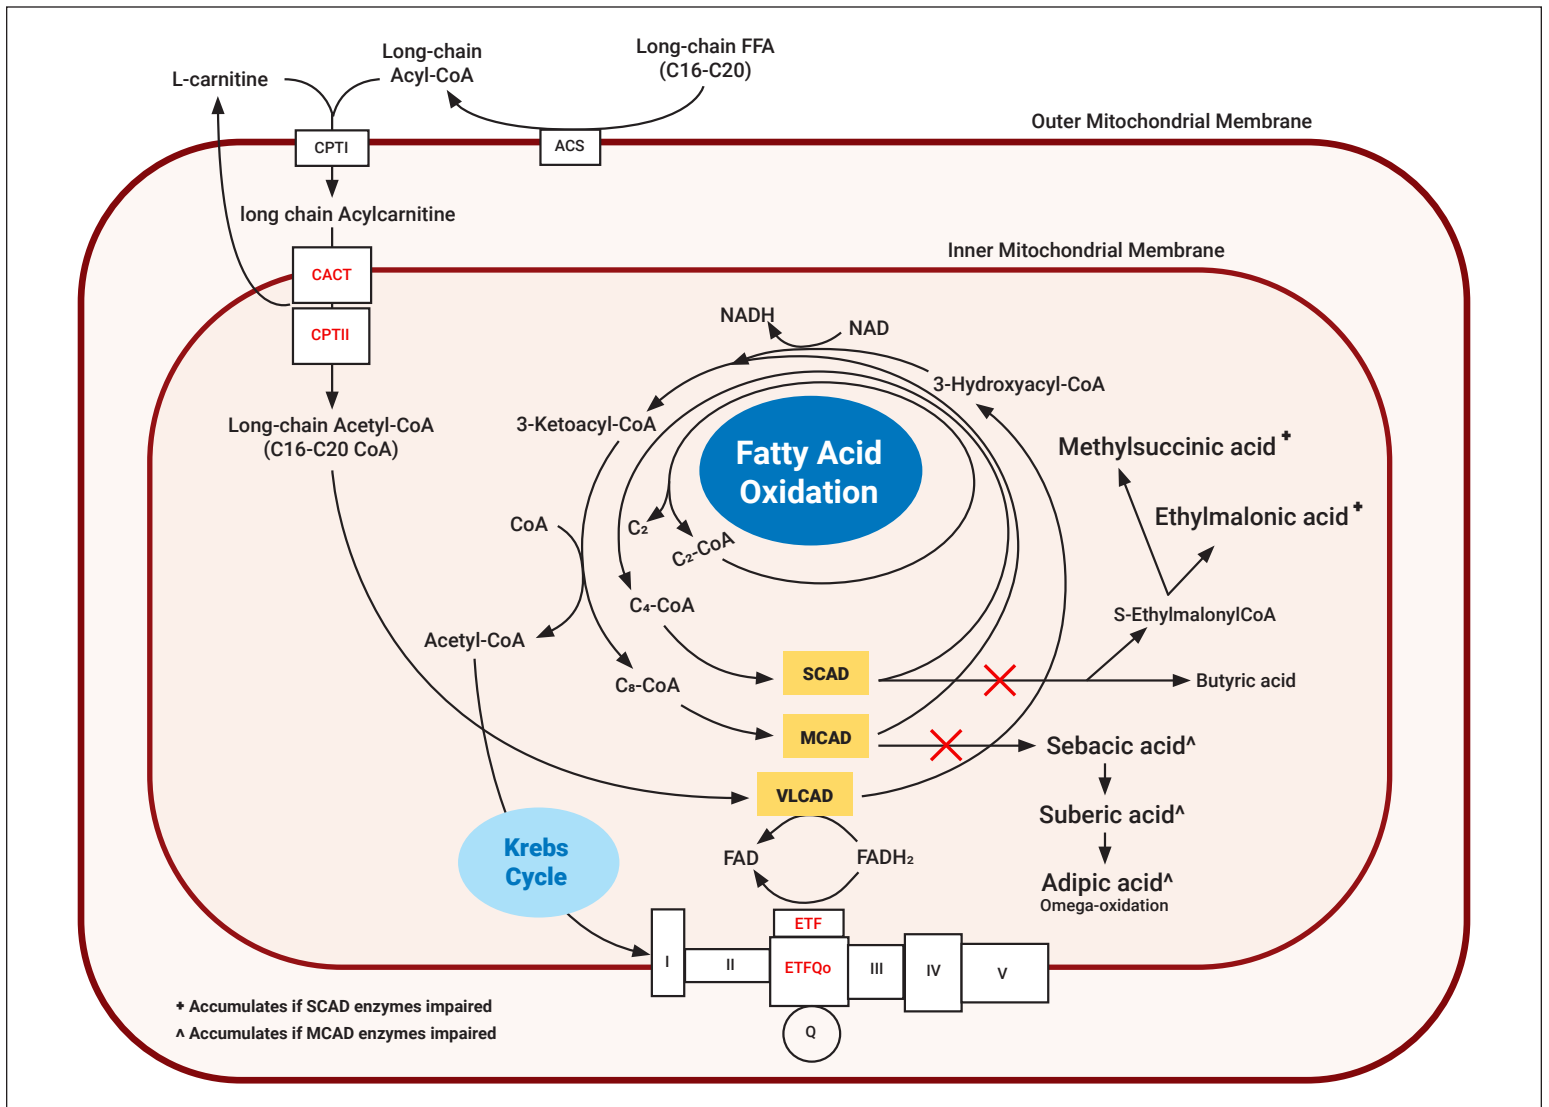 Long-chain
Acyl-CoA
Long-chain FFA
(C16-C20)
L-carnitine
Outer Mitochondrial Membrane
CPTI
ACS
long chain Acylcarnitine
Inner Mitochondrial Membrane
CACT
CPTII
NADH
NAD
3-Hydroxyacyl-CoA
3-Ketoacyl-CoA
Long-chain Acetyl-CoA
(C16-C20 CoA)
Fatty Acid
Oxidation
Methylsuccinic acid +
Ethylmalonic acid +
CoA
C₂
C₂-CoA
C₄-CoA
S-EthylmalonylCoA
Acetyl-CoA
C₈-CoA
SCAD
Butyric acid
MCAD
Sebacic acid^
VLCAD
Suberic acid^
Krebs
Cycle
FAD
FADH₂
Adipic acid^
Omega-oxidation
ETF
I
II
ETFQo
III
IV
V
Q
+ Accumulates if SCAD enzymes impaired
^ Accumulates if MCAD enzymes impaired